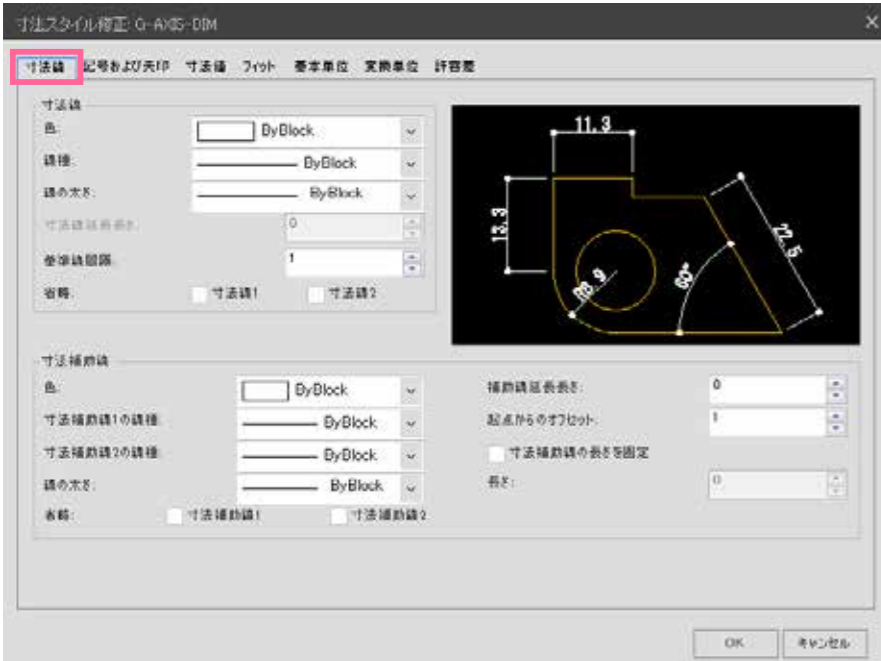 寸法スタイル修正: G-AXIS-DIM
寸法線 記号および矢印 寸法値 フィット 基本単位 変換単位 許容差
寸法線
色:
ByBlock
線種:
ByBlock
線の太さ:
ByBlock
寸法線延長長さ:
0
基準線間隔:
1
省略:
寸法線1
寸法線2
11.3
13.3
R8.9
60°
22.5
寸法補助線
色:
ByBlock
寸法補助線1の線種:
ByBlock
寸法補助線2の線種:
ByBlock
線の太さ:
ByBlock
省略:
寸法補助線1
寸法補助線2
補助線延長長さ:
0
起点からのオフセット:
1
寸法補助線の長さを固定
長さ:
0
OK
キャンセル